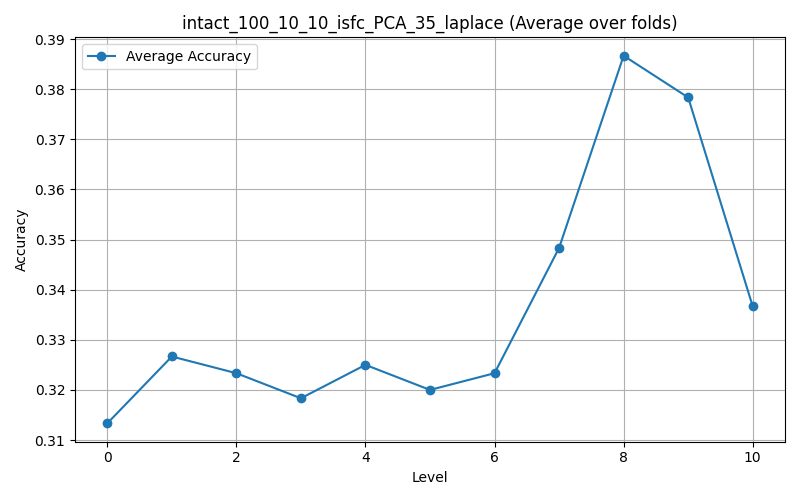 intact_100_10_10_isfc_PCA_35_laplace (Average over folds)
Average Accuracy
0.39
0.38
0.37
0.36
0.35
0.34
0.33
0.32
0.31
Accuracy
0 2 4 6 8 10
Level